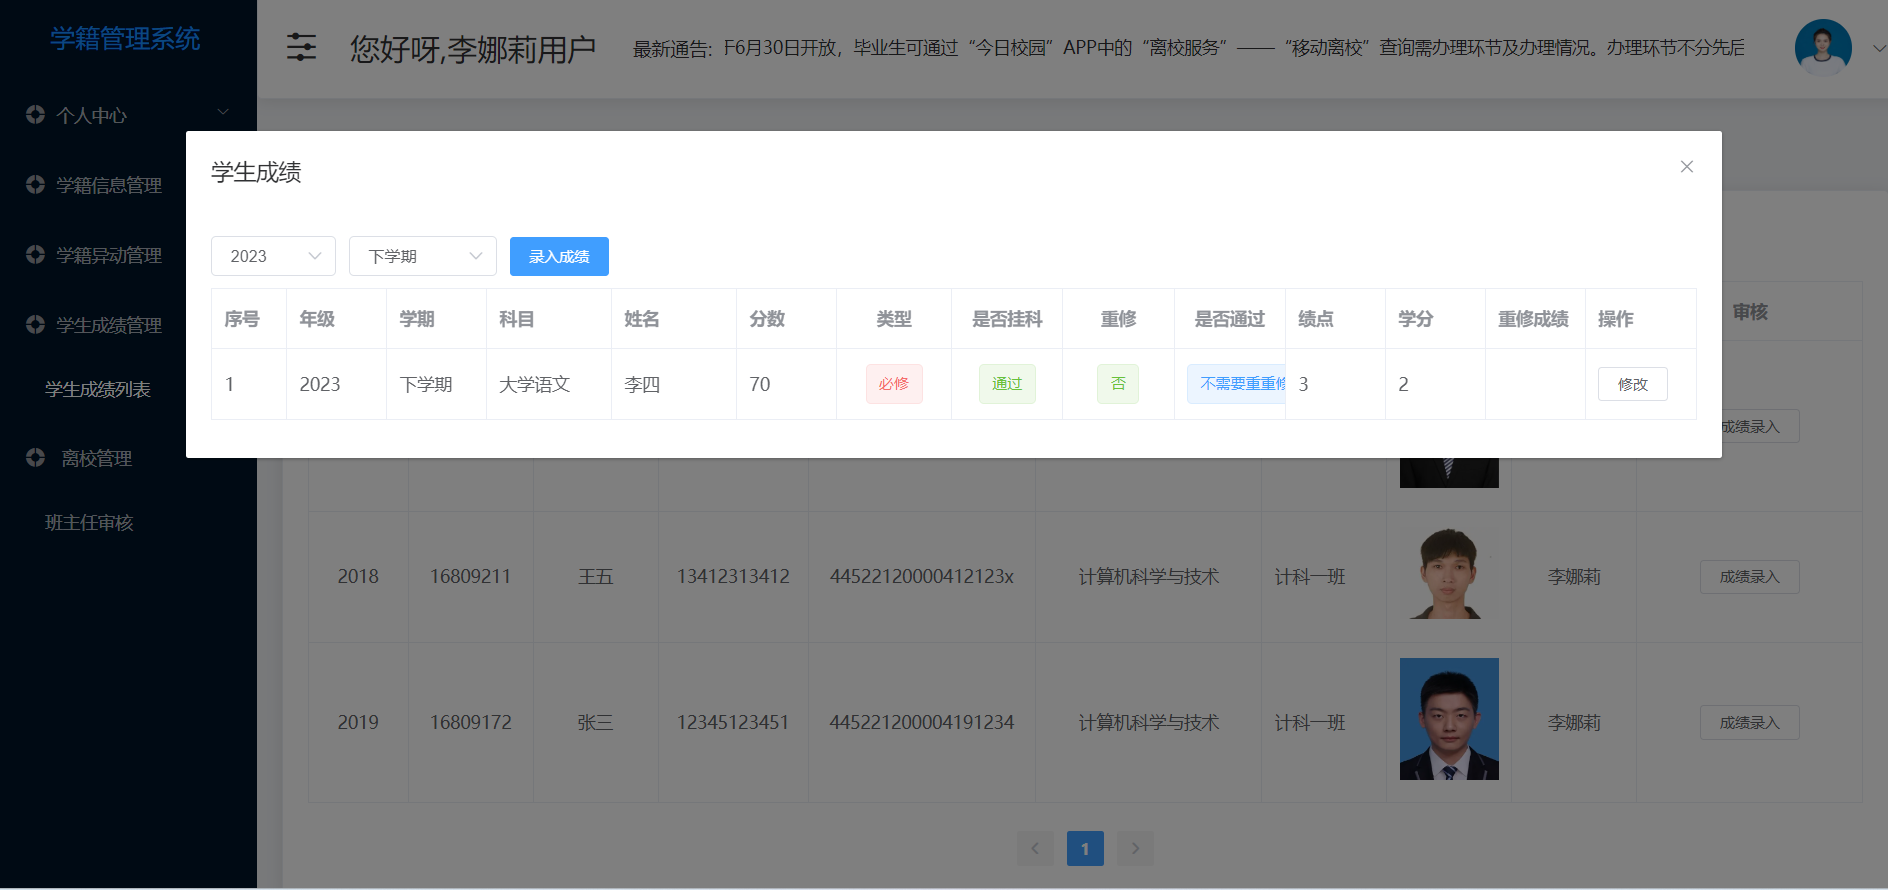 学籍管理系统
您好呀,李娜莉用户
最新通告:
6月30日开放，毕业生可通过“今日校园”APP中的“离校服务”——“移动离校”查询需办理环节及办理情况。办理环节不分先后
个人中心
学籍信息管理
学籍异动管理
学生成绩管理
学生成绩列表
离校管理
班主任审核
学生成绩
2023 下学期 录入成绩
序号 年级 学期 科目 姓名 分数 类型 是否挂科 重修 是否通过 绩点 学分 重修成绩 操作
1 2023 下学期 大学语文 李四 70 必修 通过 否 不需要重重修 3 2 修改
审核
成绩录入
2018 16809211 王五 13412313412 44522120000412123x 计算机科学与技术 计科一班 李娜莉 成绩录入
2019 16809172 张三 12345123451 445221200004191234 计算机科学与技术 计科一班 李娜莉 成绩录入
1